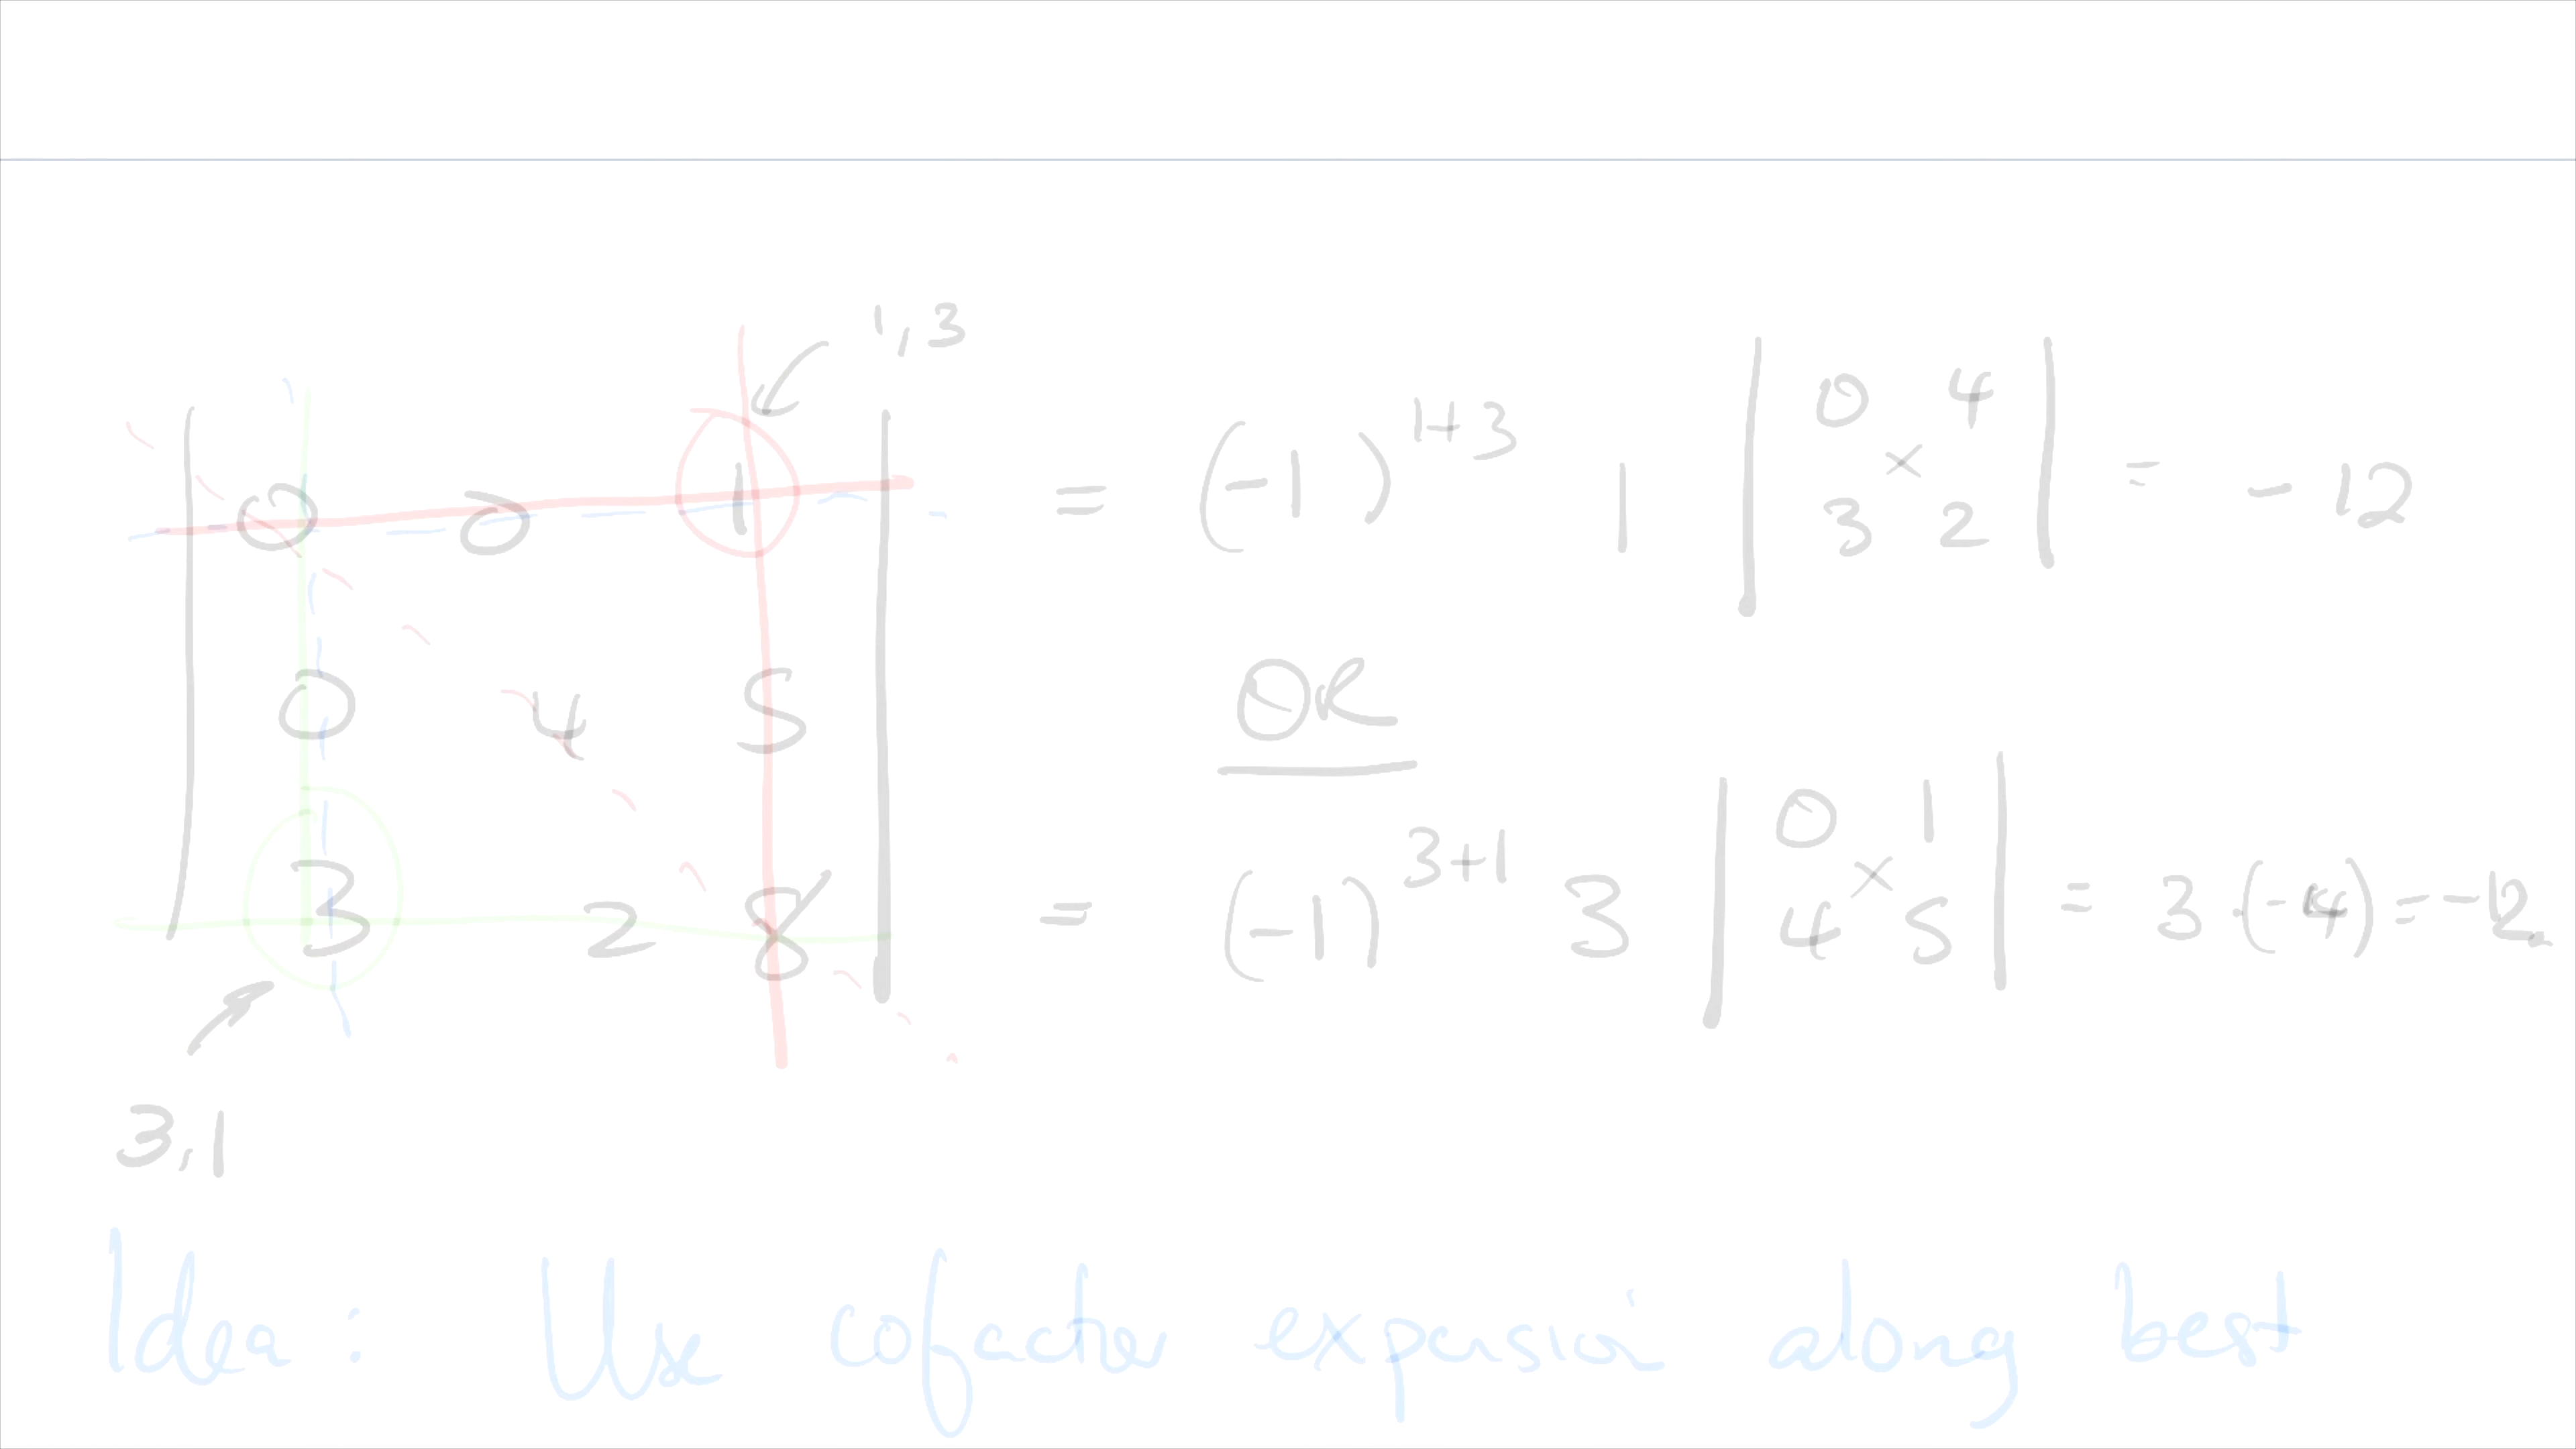 1,3
| 0 0 1 | = (-1)^{1+3} 1 | 0 4 | = -12
| 0 4 5 | | 3 × 2 |
OR
| 3 2 8 | = (-1)^{3+1} 3 | 0 1 | = 3·(-4) = -12
| 4 × 5 |
3,1
Idea: Use cofactor expansion along best